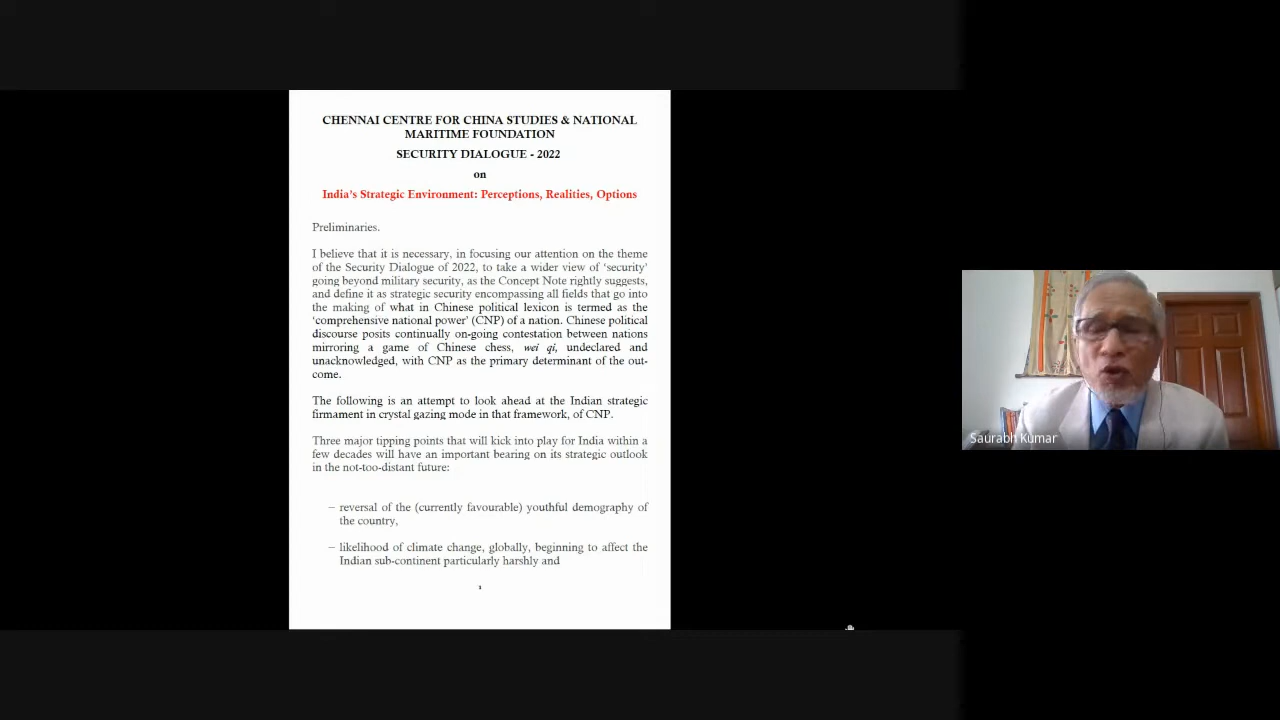 CHENNAI CENTRE FOR CHINA STUDIES & NATIONAL
MARITIME FOUNDATION
SECURITY DIALOGUE - 2022
on
India's Strategic Environment: Perceptions, Realities, Options
Preliminaries.
I believe that it is necessary, in focusing our attention on the theme
of the Security Dialogue of 2022, to take a wider view of 'security'
going beyond military security, as the Concept Note rightly suggests,
and define it as strategic security encompassing all fields that go into
the making of what in Chinese political lexicon is termed as the
'comprehensive national power' (CNP) of a nation. Chinese political
discourse posits continually on-going contestation between nations
mirroring a game of Chinese chess, wei qi, undeclared and
unacknowledged, with CNP as the primary determinant of the out-
come.
The following is an attempt to look ahead at the Indian strategic
firmament in crystal gazing mode in that framework, of CNP.
Three major tipping points that will kick into play for India within a
few decades will have an important bearing on its strategic outlook
in the not-too-distant future:
– reversal of the (currently favourable) youthful demography of
the country,
– likelihood of climate change, globally, beginning to affect the
Indian sub-continent particularly harshly and
1
Saurabh Kumar